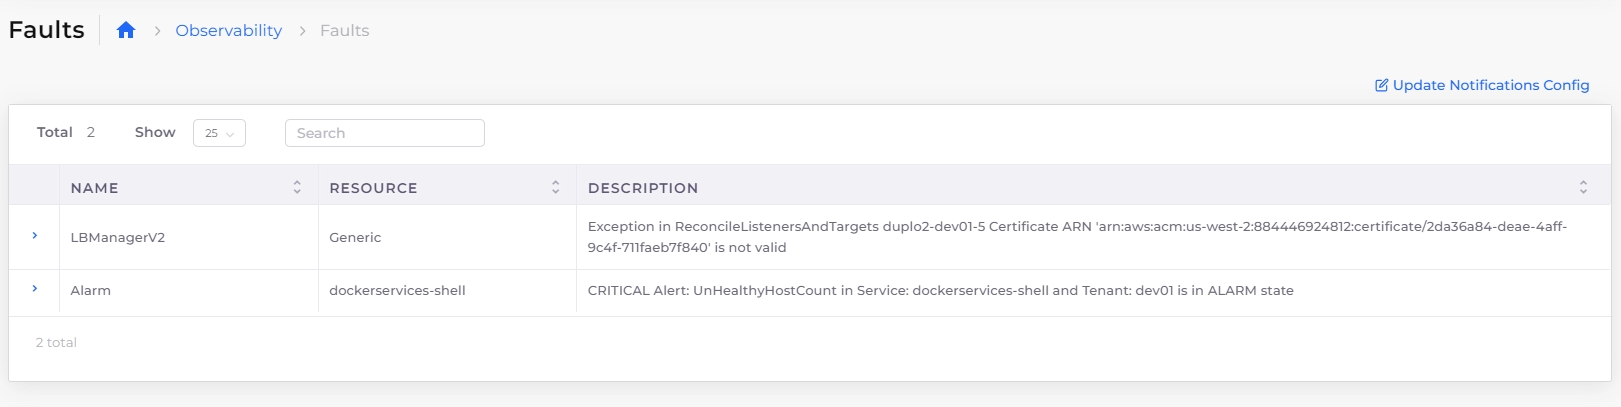 Faults
Observability
Faults
Update Notifications Config
Total 2 Show 25 Search
NAME RESOURCE DESCRIPTION
LBManagerV2 Generic Exception in ReconcileListenersAndTargets duplo2-dev01-5 Certificate ARN 'arn:aws:acm:us-west-2:884446924812:certificate/2da36a84-deae-4aff-
9c4f-711faeb7f840' is not valid
Alarm dockerservices-shell CRITICAL Alert: UnHealthyHostCount in Service: dockerservices-shell and Tenant: dev01 is in ALARM state
2 total